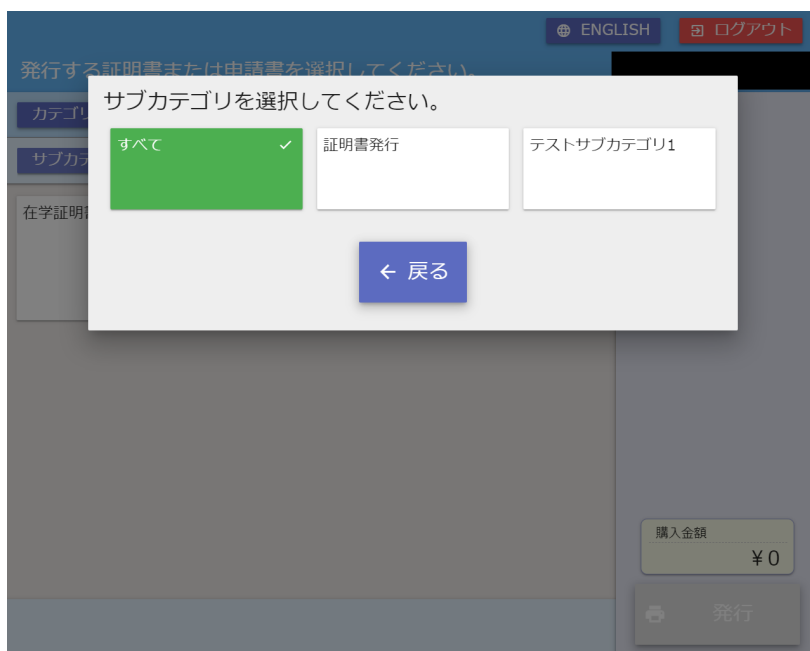 ENGLISH
ログアウト
発行する証明書または申請書を選択してください。
サブカテゴリを選択してください。
カテゴリ
すべて
証明書発行
テストサブカテゴリ1
サブカテ
在学証明
← 戻る
購入金額
¥0
発行